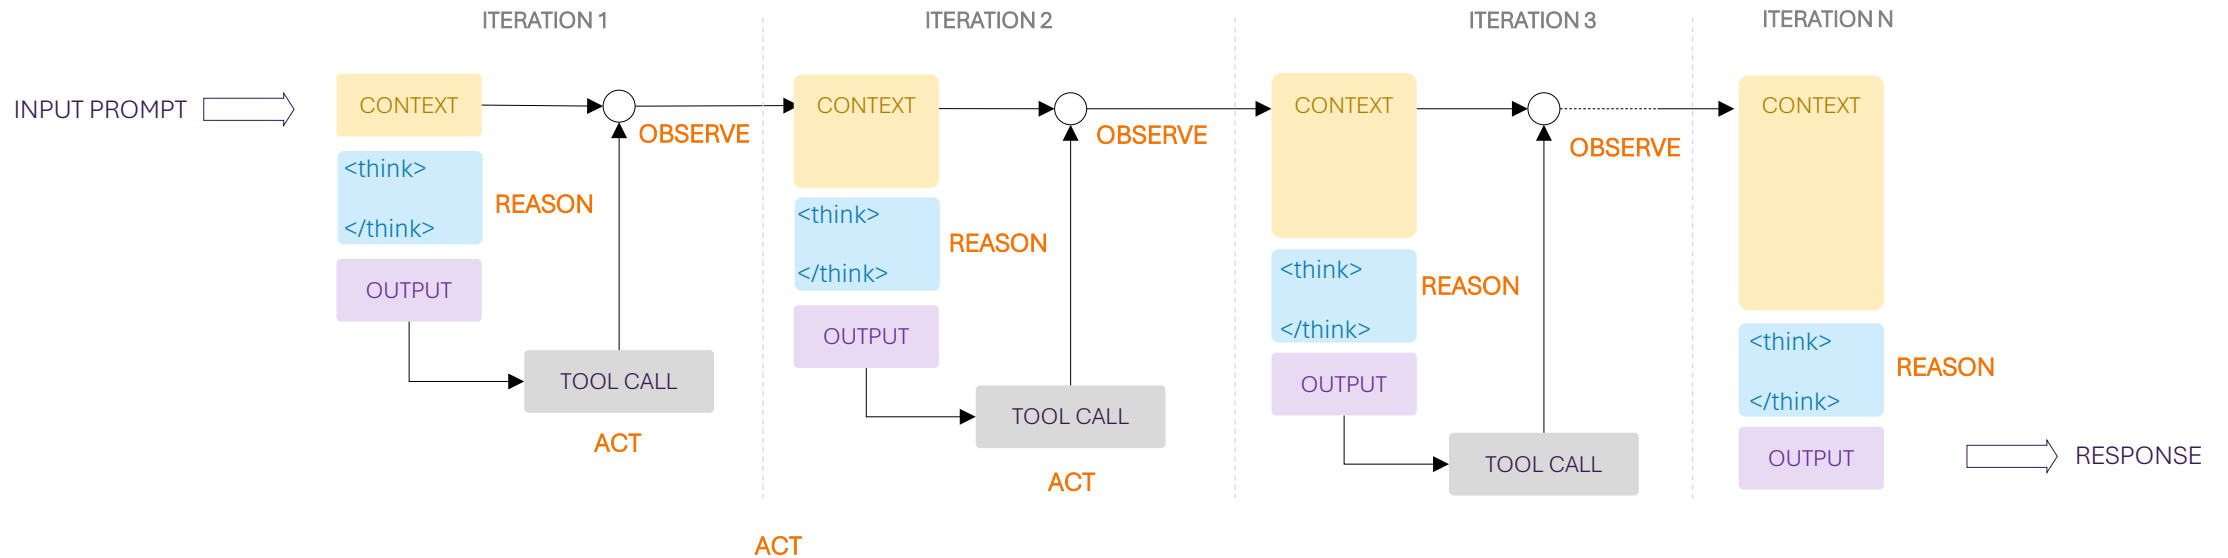 ITERATION 1
ITERATION 2
ITERATION 3
ITERATION N
INPUT PROMPT
CONTEXT
OBSERVE
<think>
</think>
REASON
OUTPUT
TOOL CALL
ACT
CONTEXT
OBSERVE
<think>
</think>
REASON
OUTPUT
TOOL CALL
ACT
CONTEXT
OBSERVE
<think>
</think>
REASON
OUTPUT
TOOL CALL
ACT
CONTEXT
<think>
</think>
REASON
OUTPUT
RESPONSE